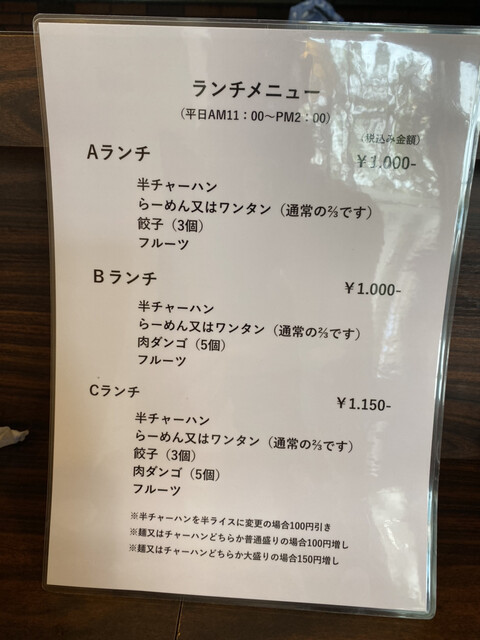 ランチメニュー
（平日AM11：00～PM2：00）
（税込み金額）
Aランチ
￥1.000-
半チャーハン
らーめん又はワンタン（通常の⅔です）
餃子（3個）
フルーツ
Bランチ
￥1.000-
半チャーハン
らーめん又はワンタン（通常の⅔です）
肉ダンゴ（5個）
フルーツ
Cランチ
￥1.150-
半チャーハン
らーめん又はワンタン（通常の⅔です）
餃子（3個）
肉ダンゴ（5個）
フルーツ
※半チャーハンを半ライスに変更の場合100円引き
※麺又はチャーハンどちらか普通盛りの場合100円増し
※麺又はチャーハンどちらか大盛りの場合150円増し